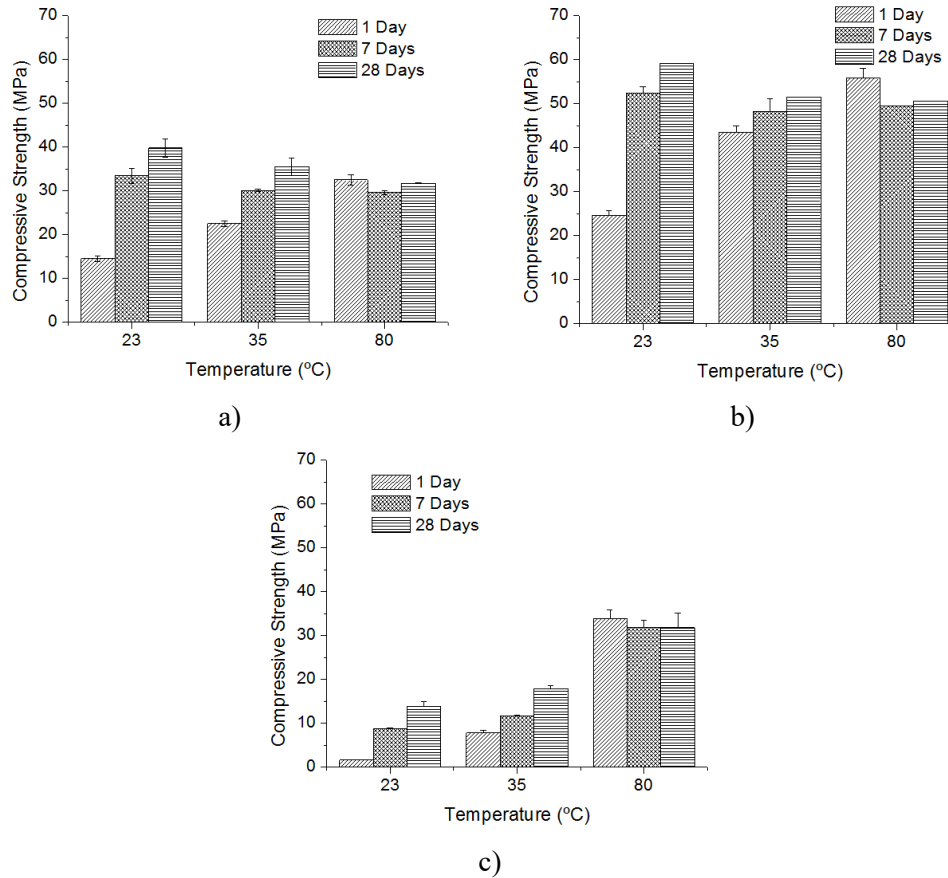 1 Day
7 Days
28 Days
Compressive Strength (MPa)
70
60
50
40
30
20
10
0
23 35 80
Temperature (ºC)
a)
1 Day
7 Days
28 Days
Compressive Strength (MPa)
70
60
50
40
30
20
10
0
23 35 80
Temperature (ºC)
b)
1 Day
7 Days
28 Days
Compressive Strength (MPa)
70
60
50
40
30
20
10
0
23 35 80
Temperature (ºC)
c)